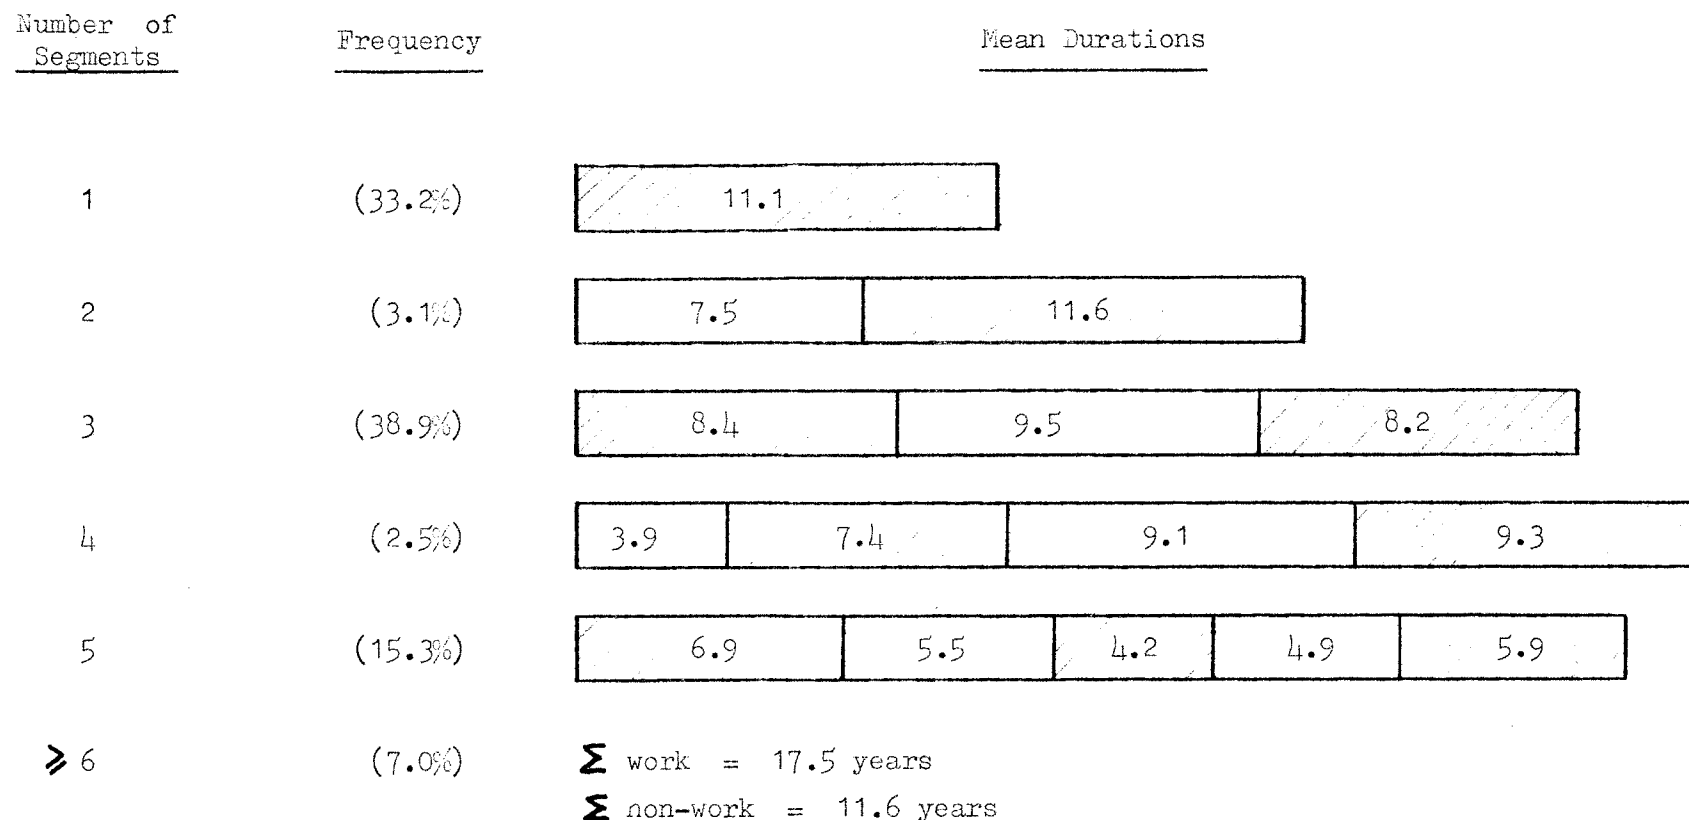 Number of
Segments
Frequency
Mean Durations
1 (33.2%) 11.1
2 (3.1%) 7.5 11.6
3 (38.9%) 8.4 9.5 8.2
4 (2.5%) 3.9 7.4 9.1 9.3
5 (15.3%) 6.9 5.5 4.2 4.9 5.9
⩾ 6 (7.0%) Σ work = 17.5 years
Σ non-work = 11.6 years